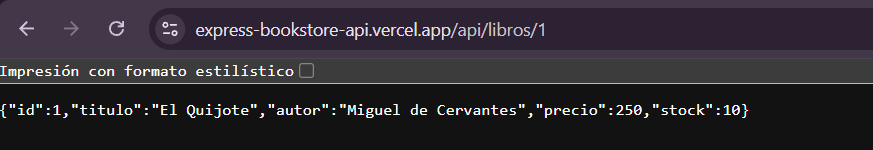 express-bookstore-api.vercel.app/api/libros/1
Impresión con formato estilístico
{"id":1,"titulo":"El Quijote","autor":"Miguel de Cervantes","precio":250,"stock":10}